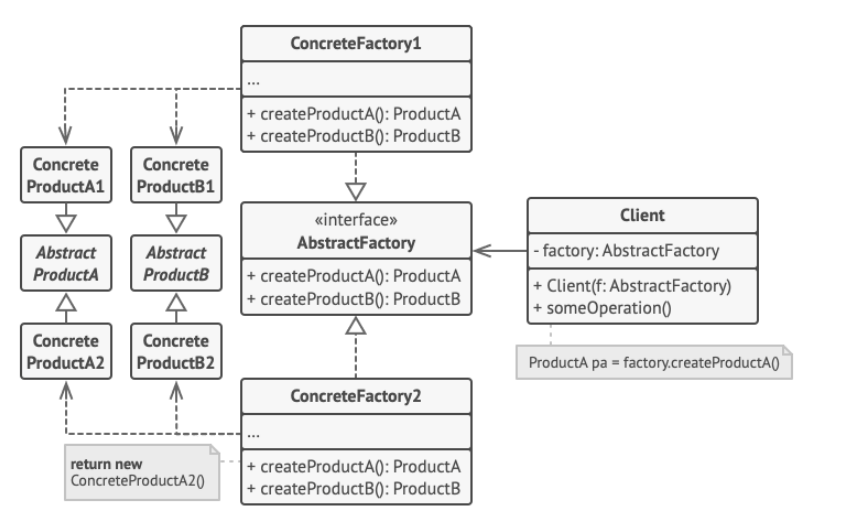 ConcreteFactory1
...
+ createProductA(): ProductA
+ createProductB(): ProductB
Concrete
ProductA1
Concrete
ProductB1
Abstract
ProductA
Abstract
ProductB
Concrete
ProductA2
Concrete
ProductB2
«interface»
AbstractFactory
+ createProductA(): ProductA
+ createProductB(): ProductB
Client
- factory: AbstractFactory
+ Client(f: AbstractFactory)
+ someOperation()
ProductA pa = factory.createProductA()
ConcreteFactory2
...
+ createProductA(): ProductA
+ createProductB(): ProductB
return new
ConcreteProductA2()